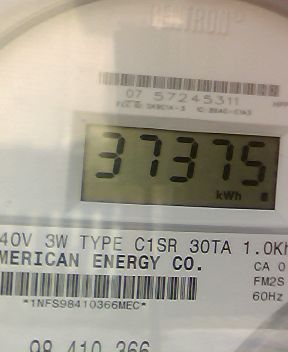 07 57245311
37375
kWh
40V 3W TYPE C1SR 30TA 1.0Kh
MERICAN ENERGY CO.
CA 0
FM2S
60Hz
*1NFS98410366MEC*
98 410 366